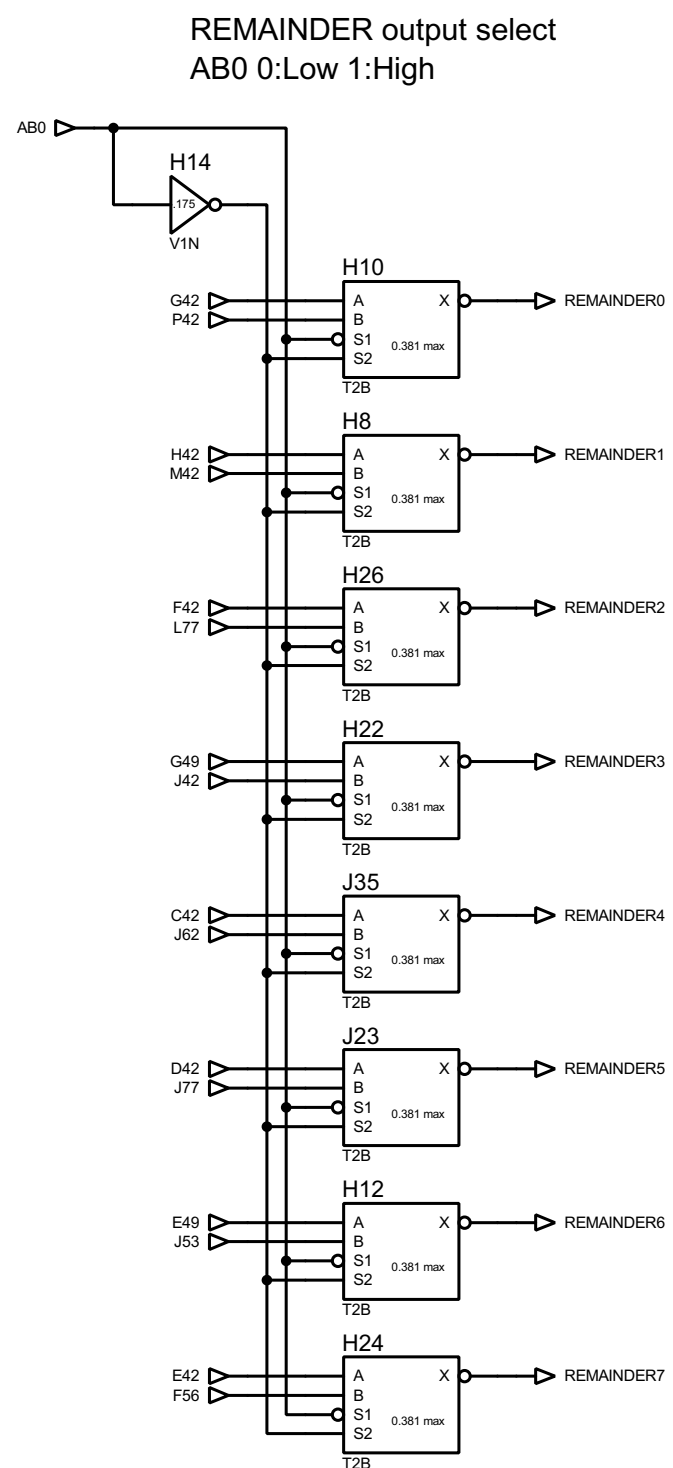 REMAINDER output select
AB0 0:Low 1:High
AB0
H14
.175
V1N
H10
G42 A X REMAINDER0
P42 B
S1 0.381 max
S2
T2B
H8
H42 A X REMAINDER1
M42 B
S1 0.381 max
S2
T2B
H26
F42 A X REMAINDER2
L77 B
S1 0.381 max
S2
T2B
H22
G49 A X REMAINDER3
J42 B
S1 0.381 max
S2
T2B
J35
C42 A X REMAINDER4
J62 B
S1 0.381 max
S2
T2B
J23
D42 A X REMAINDER5
J77 B
S1 0.381 max
S2
T2B
H12
E49 A X REMAINDER6
J53 B
S1 0.381 max
S2
T2B
H24
E42 A X REMAINDER7
F56 B
S1 0.381 max
S2
T2B